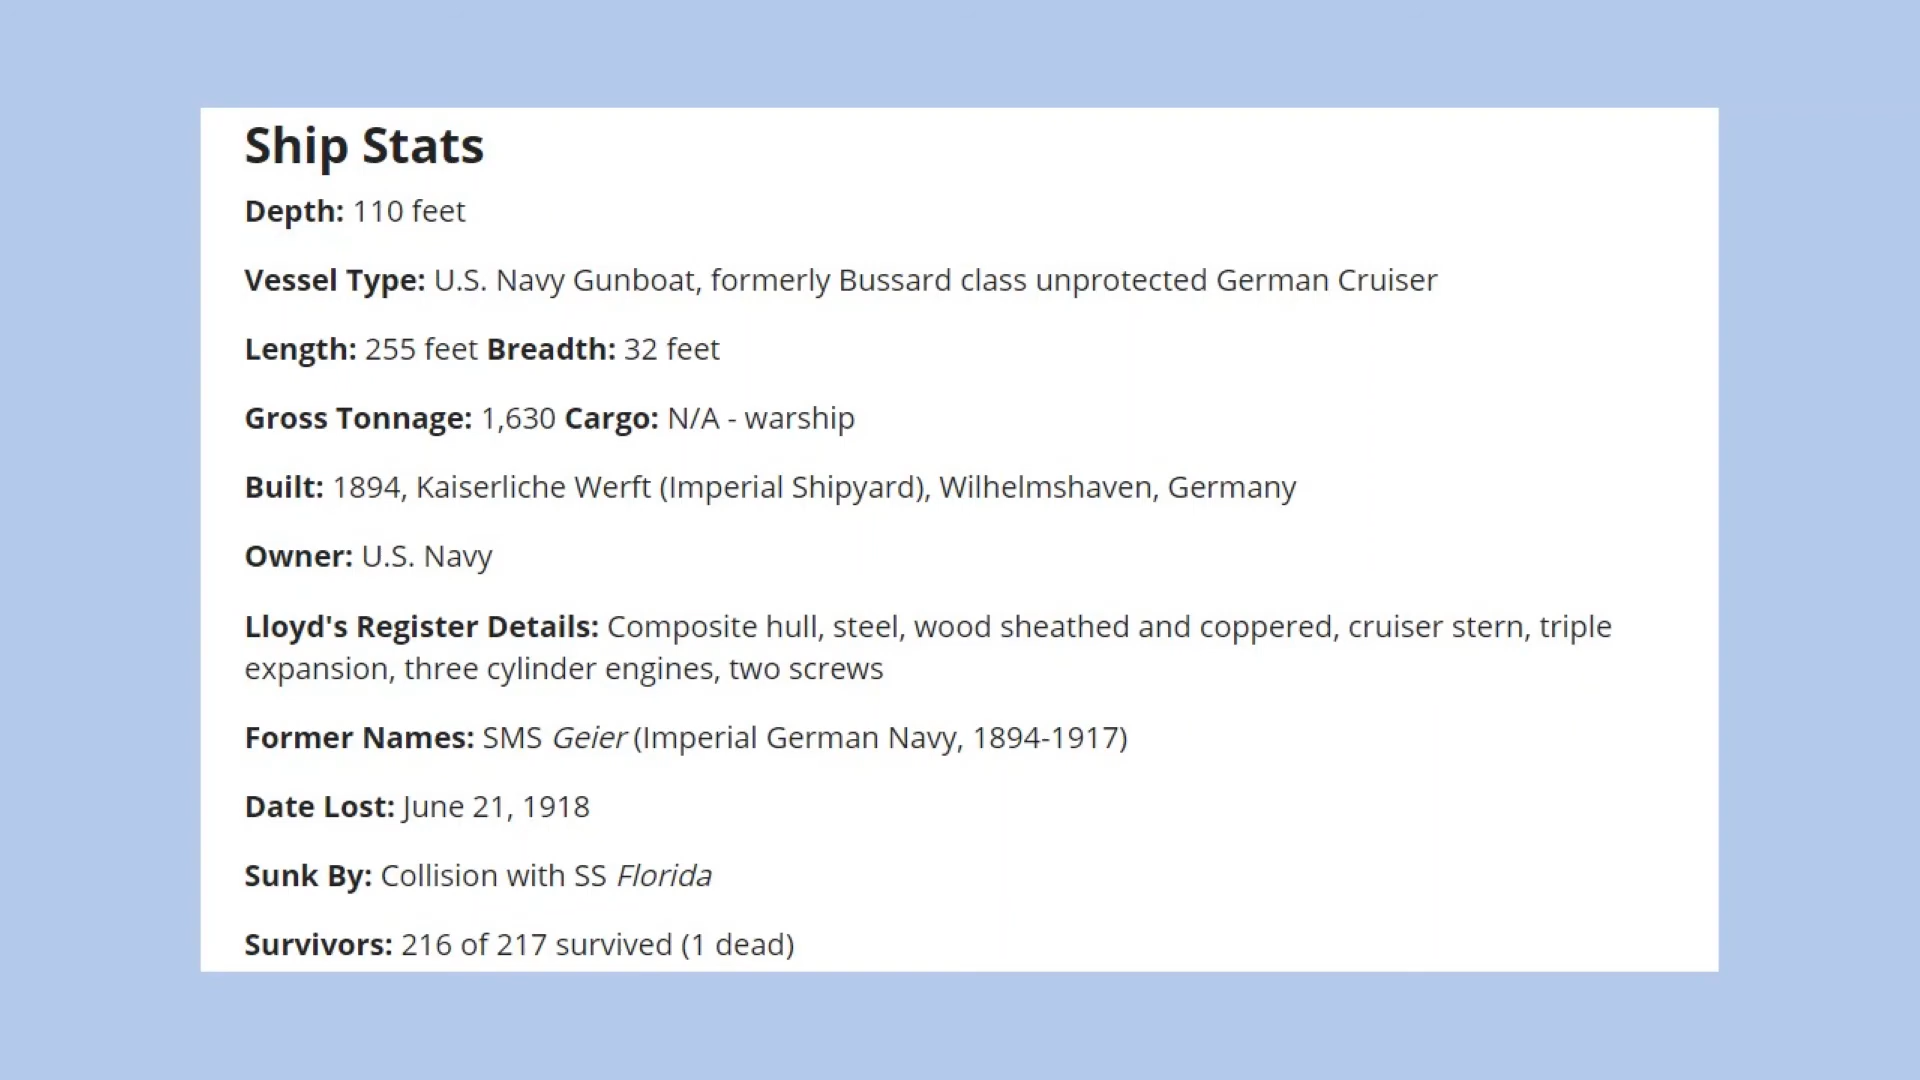 Ship Stats
Depth: 110 feet
Vessel Type: U.S. Navy Gunboat, formerly Bussard class unprotected German Cruiser
Length: 255 feet Breadth: 32 feet
Gross Tonnage: 1,630 Cargo: N/A - warship
Built: 1894, Kaiserliche Werft (Imperial Shipyard), Wilhelmshaven, Germany
Owner: U.S. Navy
Lloyd's Register Details: Composite hull, steel, wood sheathed and coppered, cruiser stern, triple
expansion, three cylinder engines, two screws
Former Names: SMS Geier (Imperial German Navy, 1894-1917)
Date Lost: June 21, 1918
Sunk By: Collision with SS Florida
Survivors: 216 of 217 survived (1 dead)